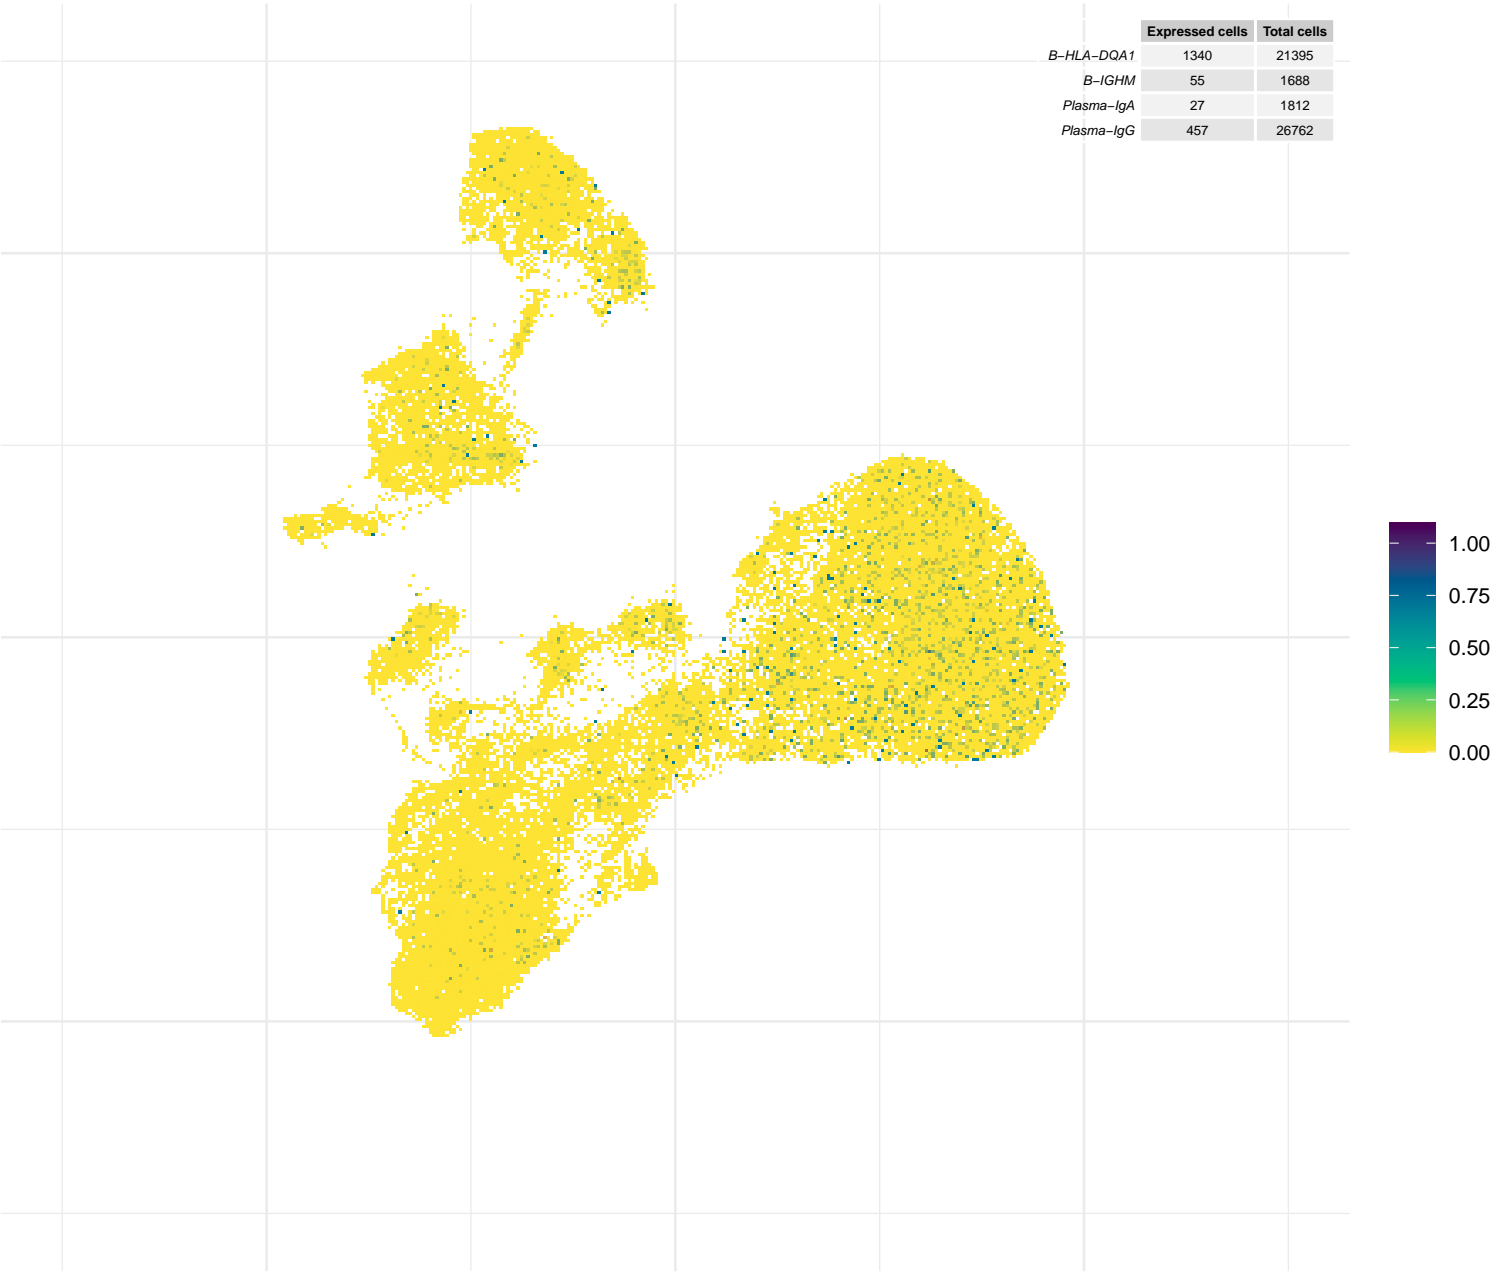 Expressed cells Total cells
B−HLA−DQA1 1340 21395
B−IGHM 55 1688
Plasma−IgA 27 1812
Plasma−IgG 457 26762
1.00
0.75
0.50
0.25
0.00